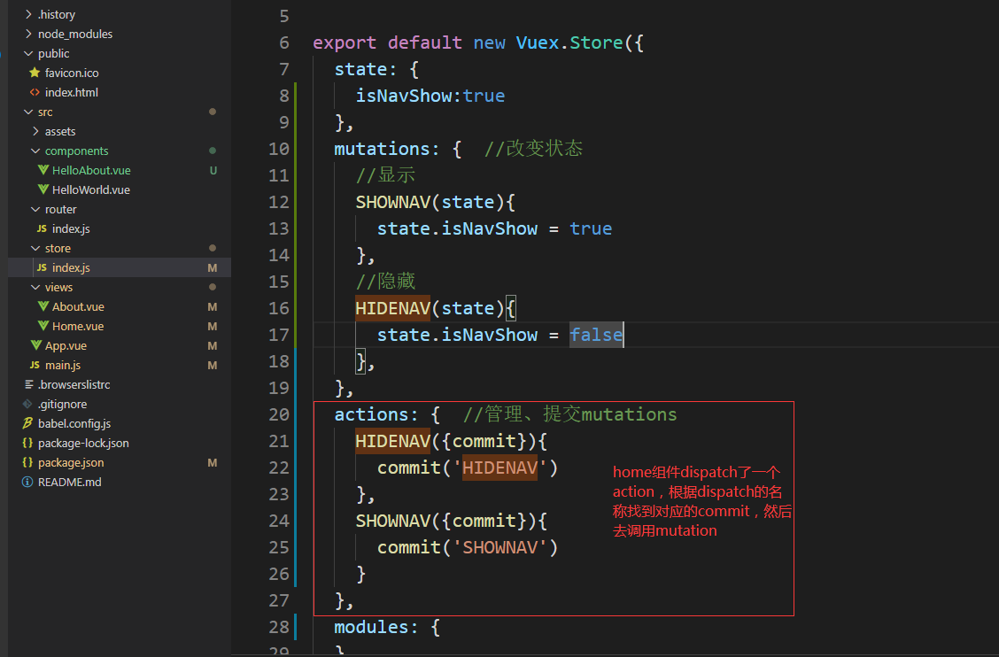 .history
node_modules
public
favicon.ico
<> index.html
src
assets
components
HelloAbout.vue U
HelloWorld.vue
router
JS index.js
store
JS index.js M
views
About.vue M
Home.vue M
App.vue M
JS main.js M
.browserslistrc
.gitignore
babel.config.js
{} package-lock.json
{} package.json M
README.md
5
6 export default new Vuex.Store({
7 state: {
8 isNavShow:true
9 },
10 mutations: { //改变状态
11 //显示
12 SHOWNAV(state){
13 state.isNavShow = true
14 },
15 //隐藏
16 HIDENAV(state){
17 state.isNavShow = false
18 },
19 },
20 actions: { //管理、提交mutations
21 HIDENAV({commit}){
22 commit('HIDENAV')
23 },
24 SHOWNAV({commit}){
25 commit('SHOWNAV')
26 }
27 },
28 modules: {
29 }
home组件dispatch了一个
action，根据dispatch的名
称找到对应的commit，然后
去调用mutation